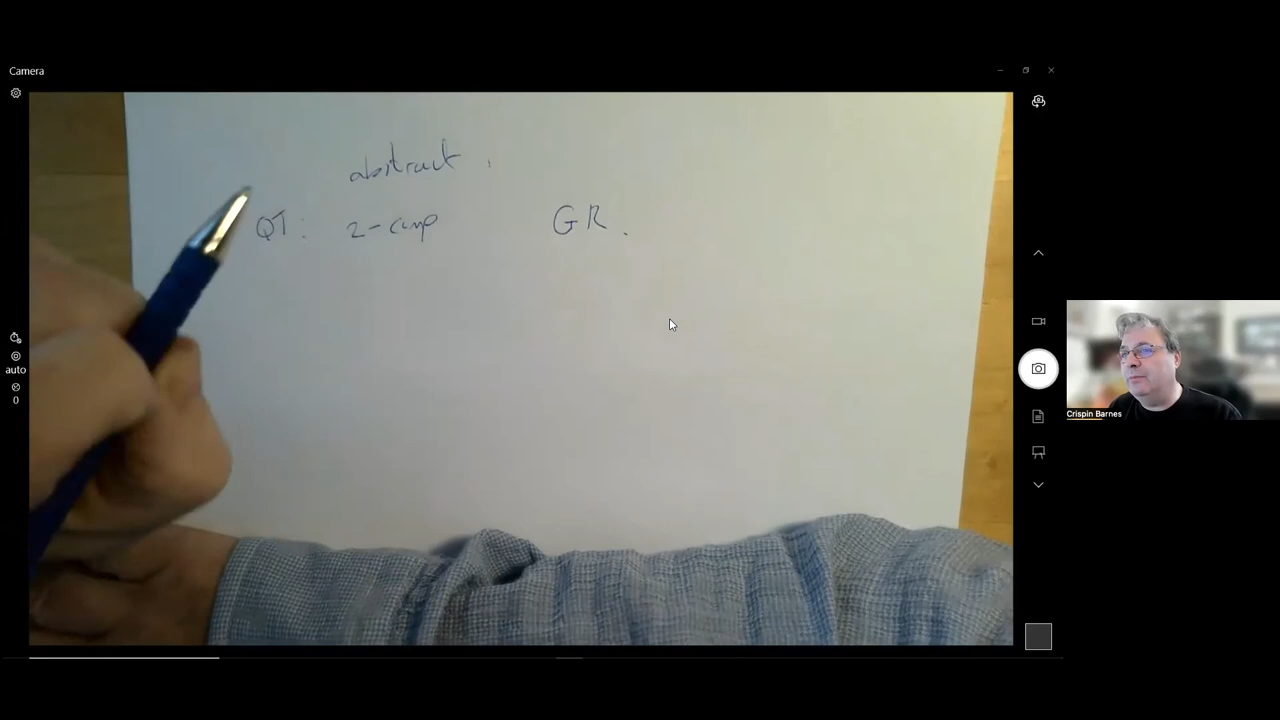 Camera
abstract .
QT: 2-comp GR.
auto
0
Crispin Barnes